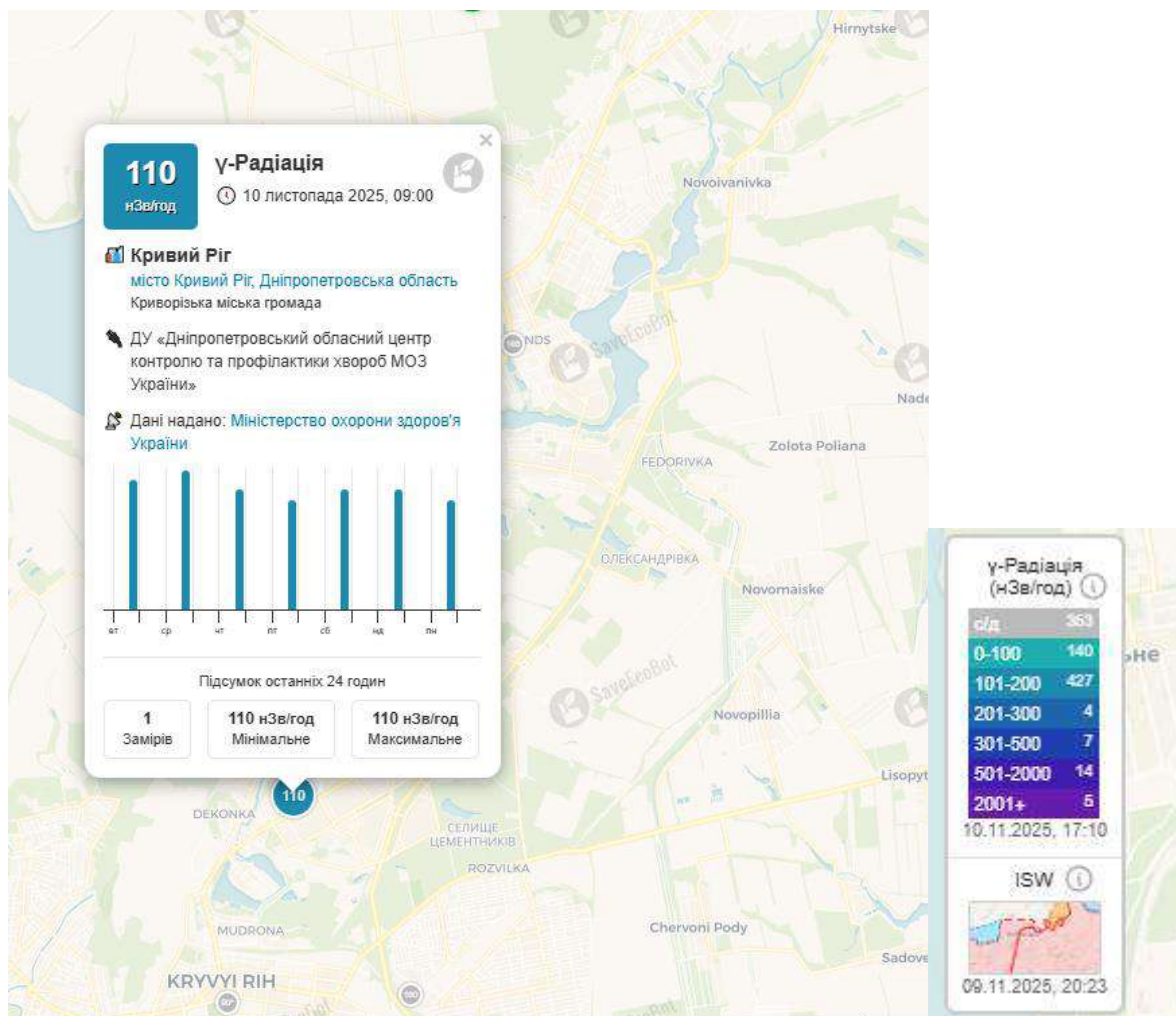 Hirnytske
110
нЗв/год
γ-Радіація
10 листопада 2025, 09:00
Novoivanivka
Кривий Ріг
місто Кривий Ріг, Дніпропетровська область
Криворізька міська громада
ДУ «Дніпропетровський обласний центр
контролю та профілактики хвороб МОЗ
України»
NDS
SaveEcoBot
Nade
Дані надано: Міністерство охорони здоров'я
України
Zolota Poliana
FEDORIVKA
ОЛЕКСАНДРІВКА
Novomaiske
вт ср чт пт сб нд пн
Підсумок останніх 24 годин
1
Замірів
110 нЗв/год
Мінімальне
110 нЗв/год
Максимальне
SaveEcoBot
Novopillia
Lisopyt
110
DEKONKA
СЕЛИЩЕ
ЦЕМЕНТНИКІВ
ROZVILKA
MUDRONA
Chervoni Pody
Sadove
KRYVYI RIH
γ-Радіація
(нЗв/год)
с/д 353
0-100 140
101-200 427
201-300 4
301-500 7
501-2000 14
2001+ 5
10.11.2025, 17:10
ьне
ISW
09.11.2025, 20:23